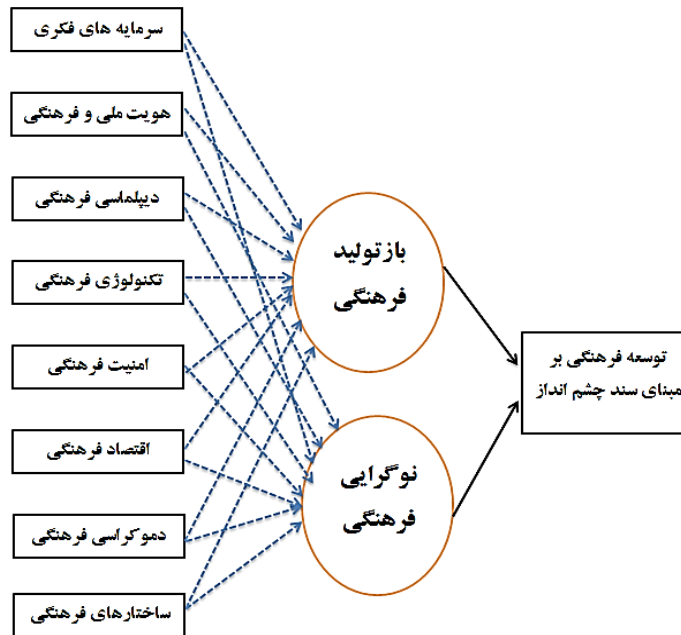 سرمایه های فکری
هویت ملی و فرهنگی
دیپلماسی فرهنگی
تکنولوژی فرهنگی
امنیت فرهنگی
اقتصاد فرهنگی
دموکراسی فرهنگی
ساختارهای فرهنگی
بازتولید
فرهنگی
نوگرایی
فرهنگی
توسعه فرهنگی بر
مبنای سند چشم انداز